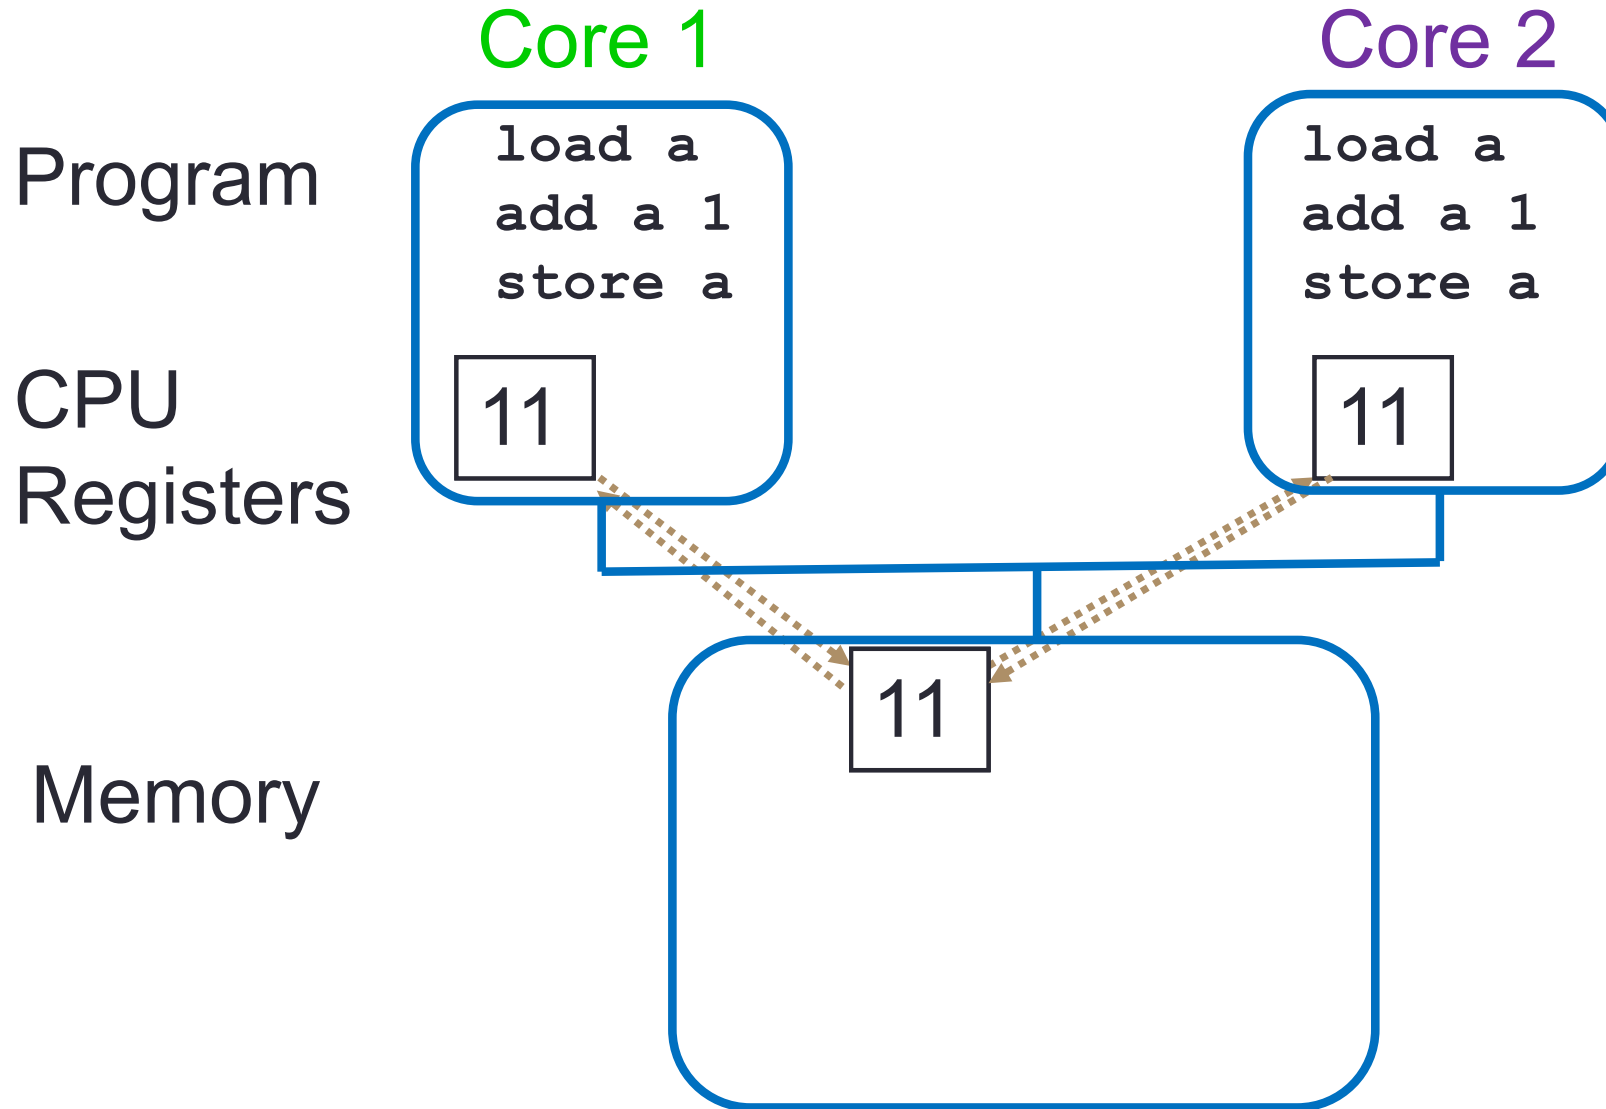 Core 1
Core 2
Program
load a
add a 1
store a
load a
add a 1
store a
CPU
Registers
11
11
11
Memory